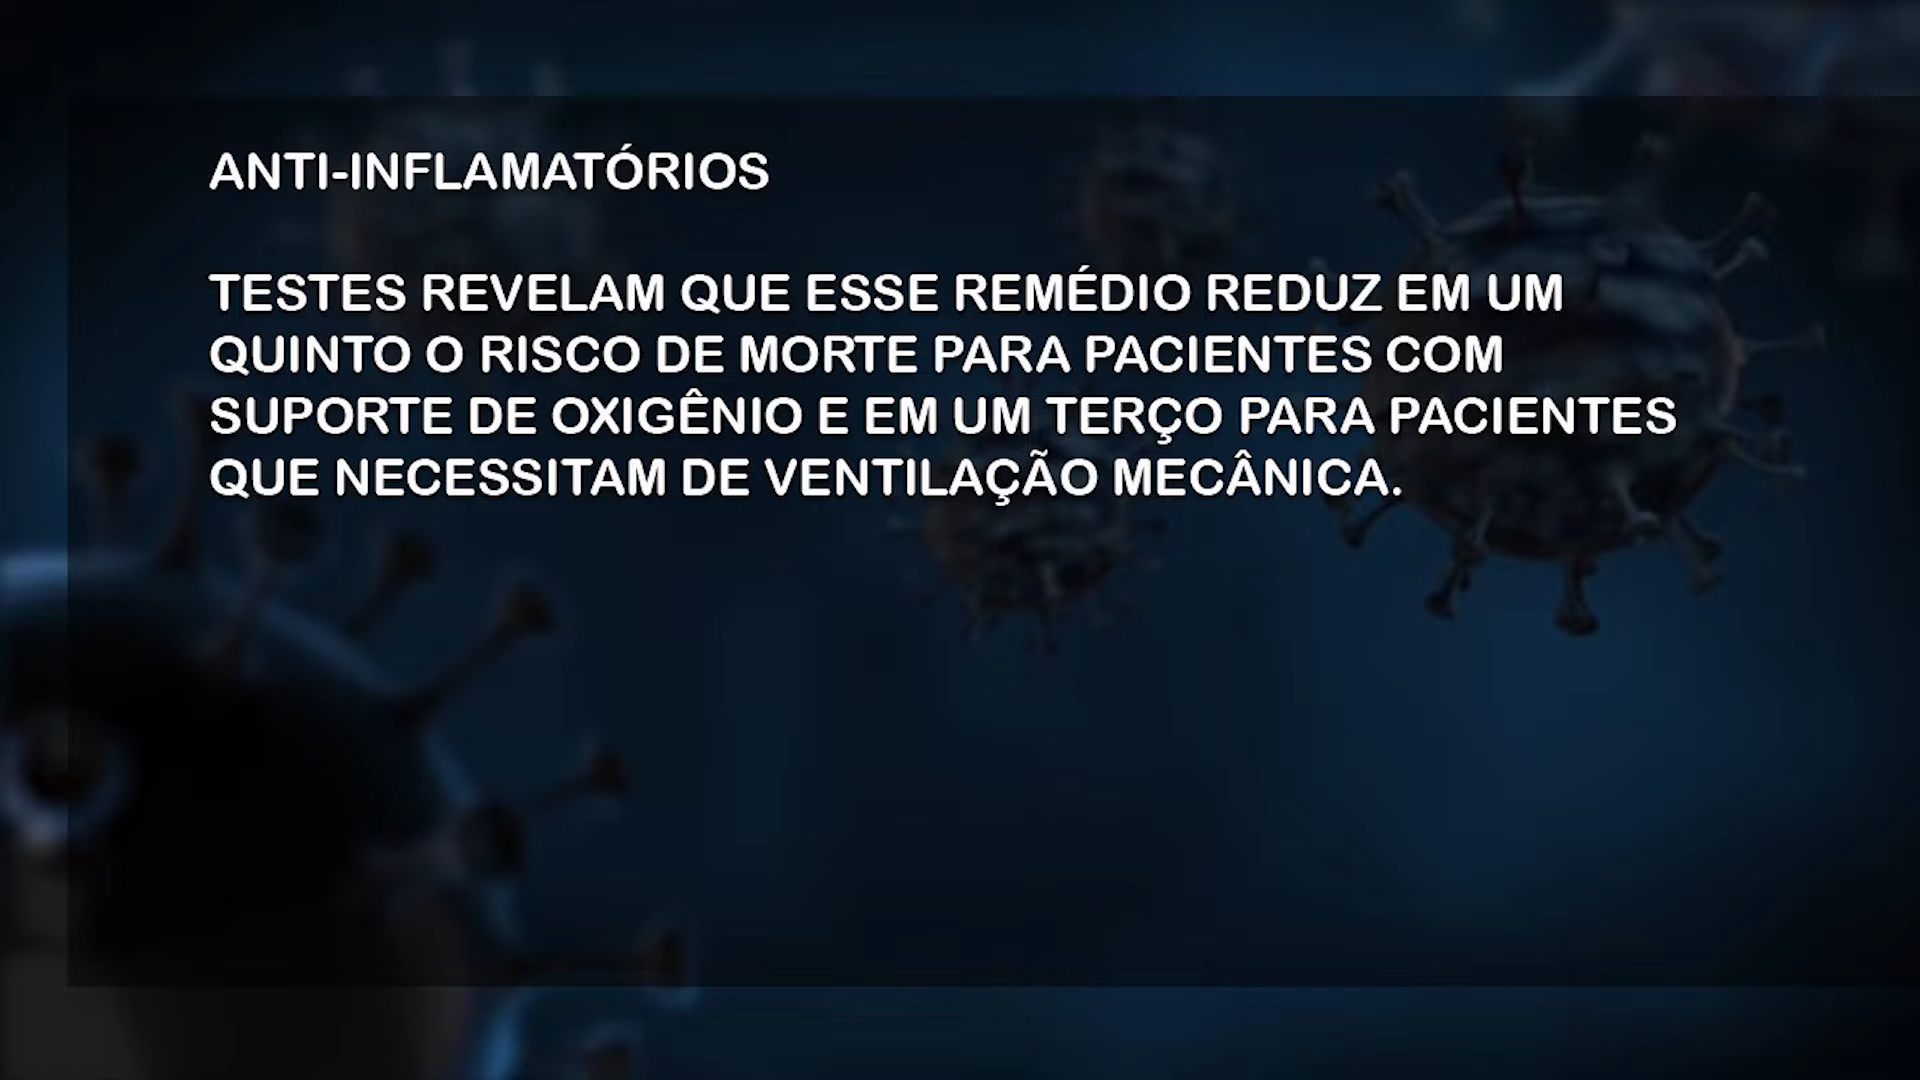 ANTI-INFLAMATÓRIOS
TESTES REVELAM QUE ESSE REMÉDIO REDUZ EM UM
QUINTO O RISCO DE MORTE PARA PACIENTES COM
SUPORTE DE OXIGÊNIO E EM UM TERÇO PARA PACIENTES
QUE NECESSITAM DE VENTILAÇÃO MECÂNICA.